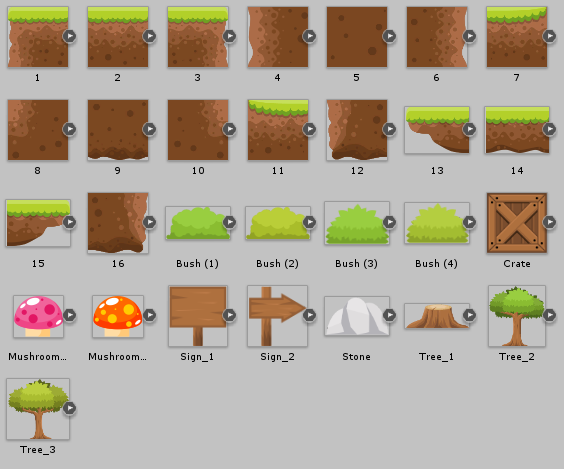 1 2 3 4 5 6 7
8 9 10 11 12 13 14
15 16 Bush (1) Bush (2) Bush (3) Bush (4) Crate
Mushroom... Mushroom... Sign_1 Sign_2 Stone Tree_1 Tree_2
Tree_3